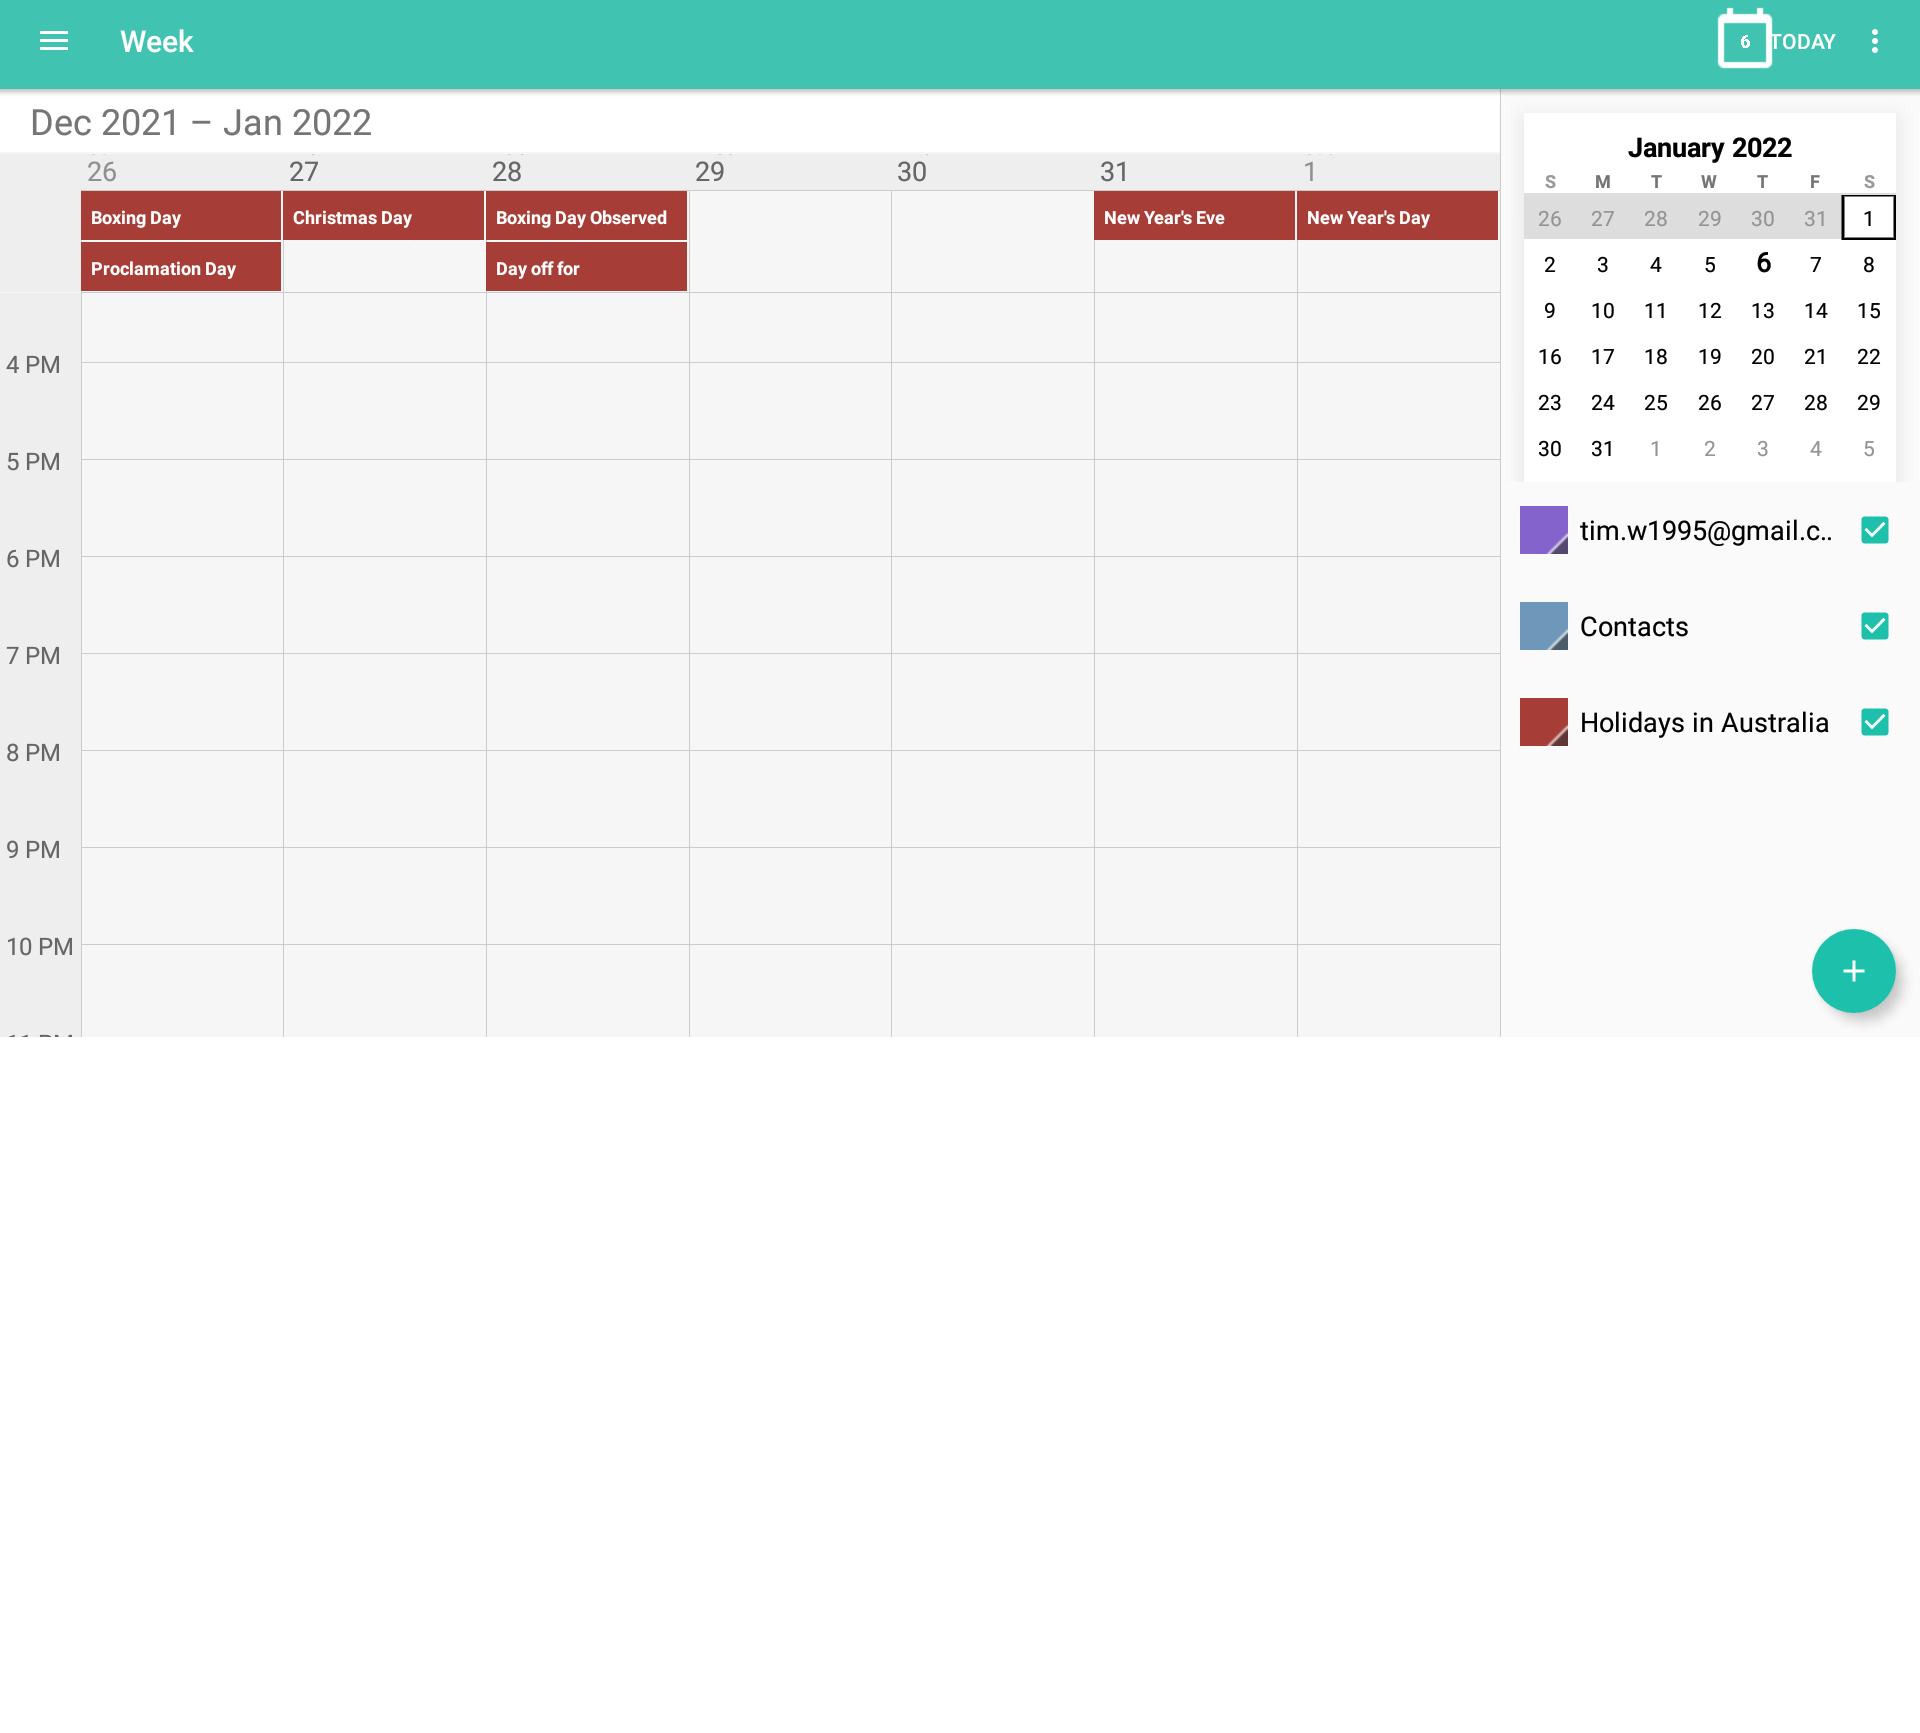 Week
6 TODAY
Dec 2021 – Jan 2022
26 27 28 29 30 31 1
Boxing Day Christmas Day Boxing Day Observed New Year's Eve New Year's Day
Proclamation Day Day off for
4 PM
5 PM
6 PM
7 PM
8 PM
9 PM
10 PM
11 PM
January 2022
S M T W T F S
26 27 28 29 30 31 1
2 3 4 5 6 7 8
9 10 11 12 13 14 15
16 17 18 19 20 21 22
23 24 25 26 27 28 29
30 31 1 2 3 4 5
tim.w1995@gmail.c..
Contacts
Holidays in Australia